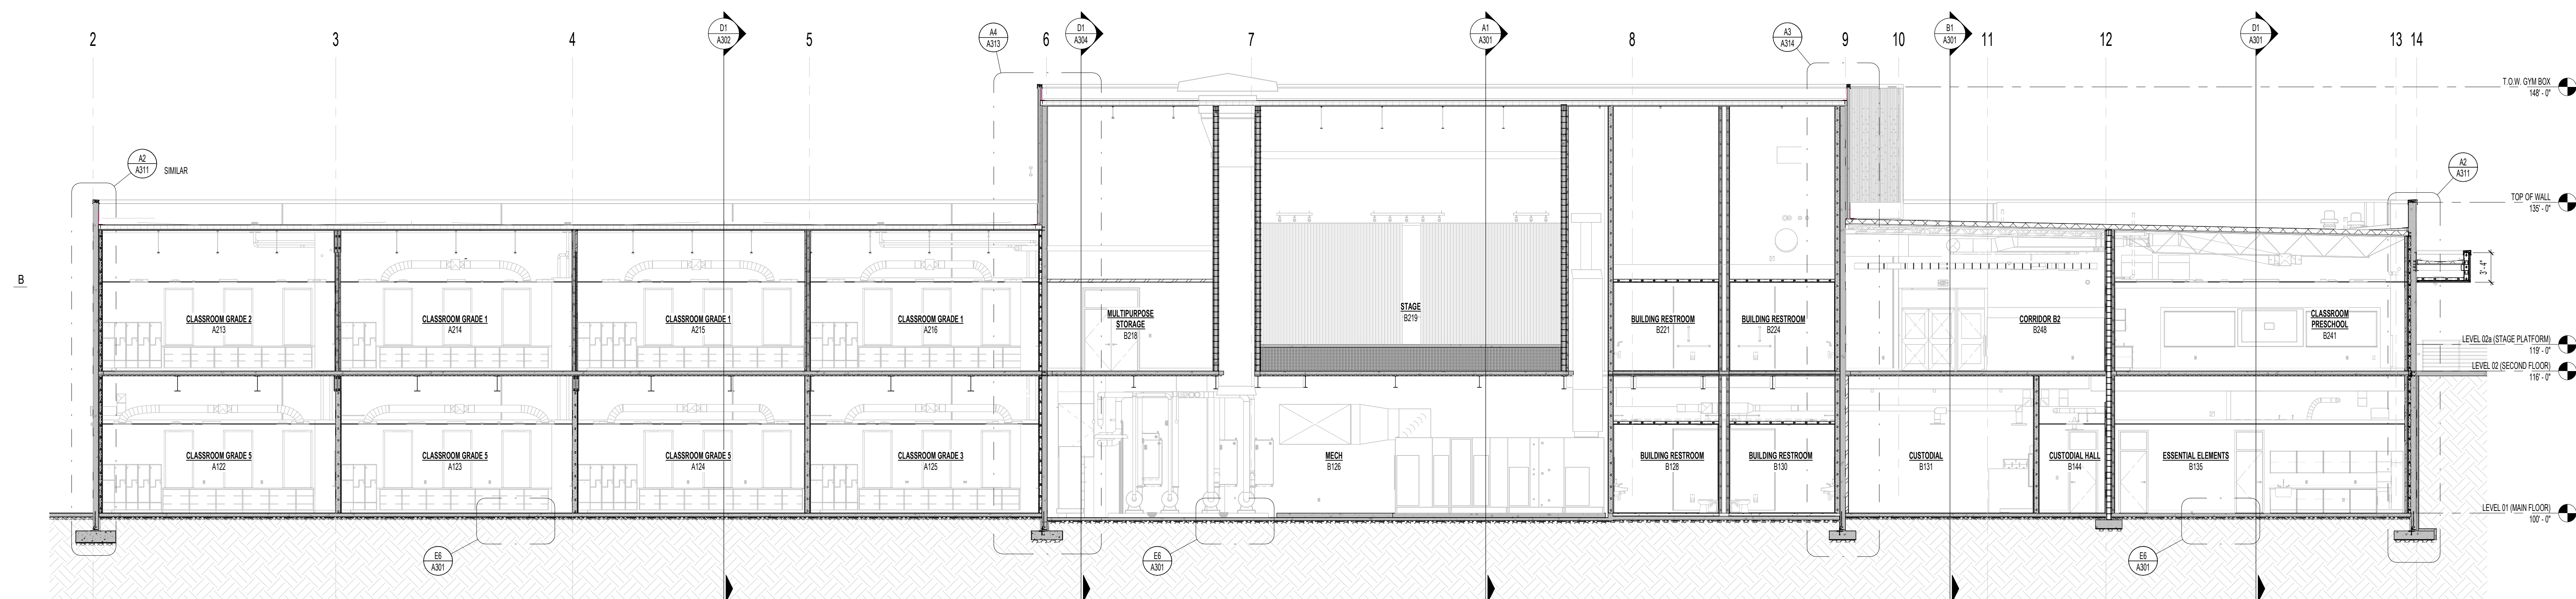 2
3
4
D1
A302
5
A4
A313
6
D1
A304
7
A1
A301
8
A3
A314
9
10
B1
A301
11
12
D1
A301
13
14
T.O.W. GYM BOX
148' - 0"
A2
A311
SIMILAR
A2
A311
TOP OF WALL
135' - 0"
B
3' - 4"
CLASSROOM GRADE 2
A213
CLASSROOM GRADE 1
A214
CLASSROOM GRADE 1
A215
CLASSROOM GRADE 1
A216
MULTIPURPOSE
STORAGE
B218
STAGE
B219
BUILDING RESTROOM
B221
BUILDING RESTROOM
B224
CORRIDOR B2
B248
CLASSROOM
PRESCHOOL
B241
LEVEL 02a (STAGE PLATFORM)
119' - 0"
LEVEL 02 (SECOND FLOOR)
116' - 0"
CLASSROOM GRADE 5
A122
CLASSROOM GRADE 5
A123
CLASSROOM GRADE 5
A124
CLASSROOM GRADE 3
A125
MECH
B126
BUILDING RESTROOM
B128
BUILDING RESTROOM
B130
CUSTODIAL
B131
CUSTODIAL HALL
B144
ESSENTIAL ELEMENTS
B135
LEVEL 01 (MAIN FLOOR)
100' - 0"
E6
A301
E6
A301
E6
A301